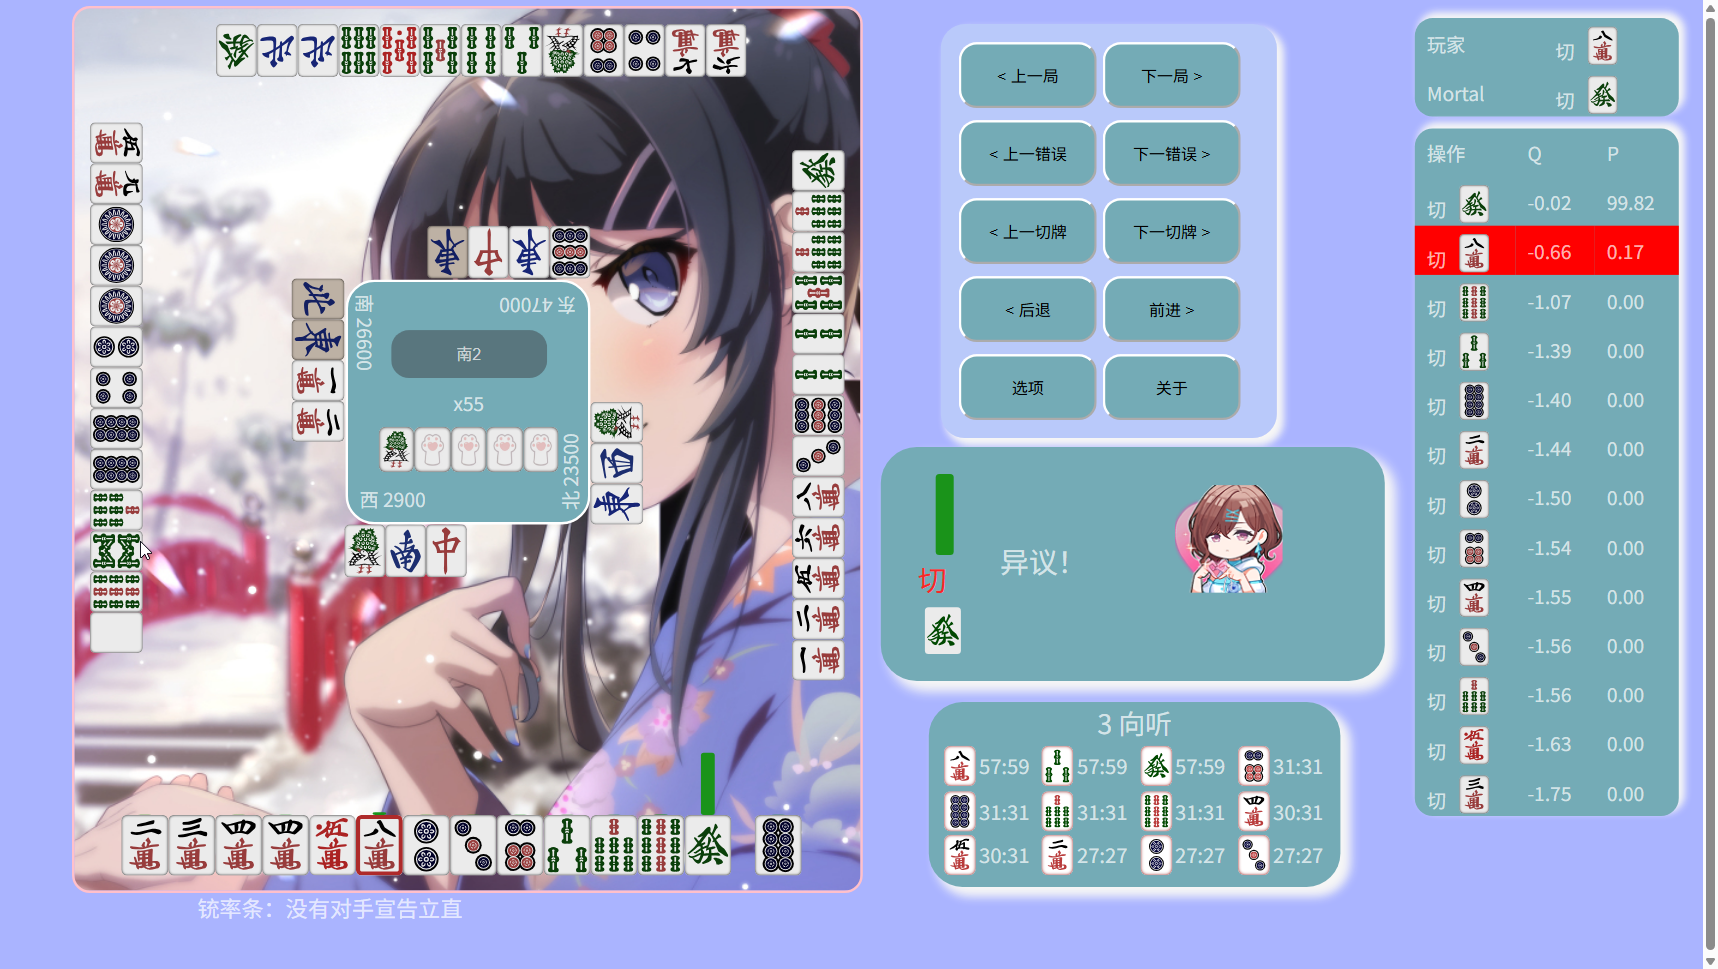 南 26600
东 47000
南2
x55
西 2900
北 23500
铳率条：没有对手宣告立直
< 上一局
下一局 >
< 上一错误
下一错误 >
< 上一切牌
下一切牌 >
< 后退
前进 >
选项
关于
切
异议！
3 向听
57:59 57:59 57:59 31:31
31:31 31:31 31:31 30:31
30:31 27:27 27:27 27:27
玩家 切
Mortal 切
操作 Q P
切 -0.02 99.82
切 -0.66 0.17
切 -1.07 0.00
切 -1.39 0.00
切 -1.40 0.00
切 -1.44 0.00
切 -1.50 0.00
切 -1.54 0.00
切 -1.55 0.00
切 -1.56 0.00
切 -1.56 0.00
切 -1.63 0.00
切 -1.75 0.00